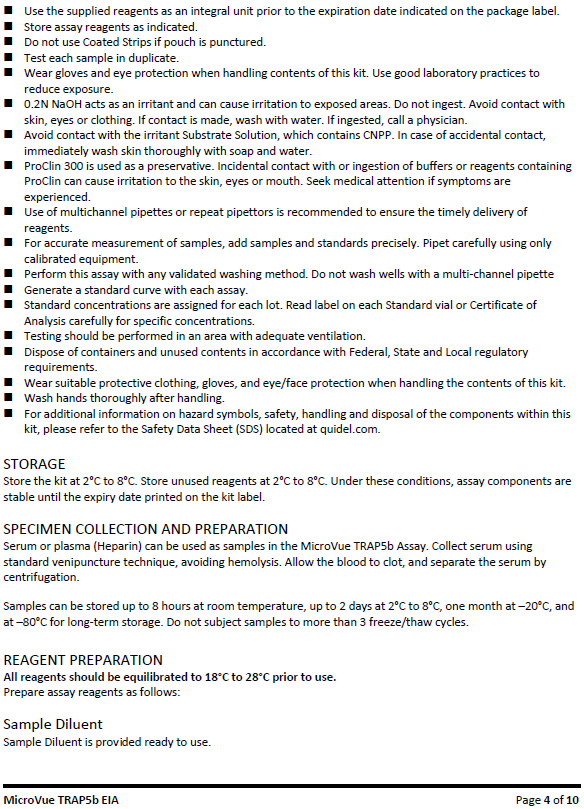 ■ Use the supplied reagents as an integral unit prior to the expiration date indicated on the package label.
■ Store assay reagents as indicated.
■ Do not use Coated Strips if pouch is punctured.
■ Test each sample in duplicate.
■ Wear gloves and eye protection when handling contents of this kit. Use good laboratory practices to
reduce exposure.
■ 0.2N NaOH acts as an irritant and can cause irritation to exposed areas. Do not ingest. Avoid contact with
skin, eyes or clothing. If contact is made, wash with water. If ingested, call a physician.
■ Avoid contact with the irritant Substrate Solution, which contains CNPP. In case of accidental contact,
immediately wash skin thoroughly with soap and water.
■ ProClin 300 is used as a preservative. Incidental contact with or ingestion of buffers or reagents containing
ProClin can cause irritation to the skin, eyes or mouth. Seek medical attention if symptoms are
experienced.
■ Use of multichannel pipettes or repeat pipettors is recommended to ensure the timely delivery of
reagents.
■ For accurate measurement of samples, add samples and standards precisely. Pipet carefully using only
calibrated equipment.
■ Perform this assay with any validated washing method. Do not wash wells with a multi-channel pipette
■ Generate a standard curve with each assay.
■ Standard concentrations are assigned for each lot. Read label on each Standard vial or Certificate of
Analysis carefully for specific concentrations.
■ Testing should be performed in an area with adequate ventilation.
■ Dispose of containers and unused contents in accordance with Federal, State and Local regulatory
requirements.
■ Wear suitable protective clothing, gloves, and eye/face protection when handling the contents of this kit.
■ Wash hands thoroughly after handling.
■ For additional information on hazard symbols, safety, handling and disposal of the components within this
kit, please refer to the Safety Data Sheet (SDS) located at quidel.com.
STORAGE
Store the kit at 2°C to 8°C. Store unused reagents at 2°C to 8°C. Under these conditions, assay components are
stable until the expiry date printed on the kit label.
SPECIMEN COLLECTION AND PREPARATION
Serum or plasma (Heparin) can be used as samples in the MicroVue TRAP5b Assay. Collect serum using
standard venipuncture technique, avoiding hemolysis. Allow the blood to clot, and separate the serum by
centrifugation.
Samples can be stored up to 8 hours at room temperature, up to 2 days at 2°C to 8°C, one month at –20°C, and
at –80°C for long-term storage. Do not subject samples to more than 3 freeze/thaw cycles.
REAGENT PREPARATION
All reagents should be equilibrated to 18°C to 28°C prior to use.
Prepare assay reagents as follows:
Sample Diluent
Sample Diluent is provided ready to use.
MicroVue TRAP5b EIA Page 4 of 10